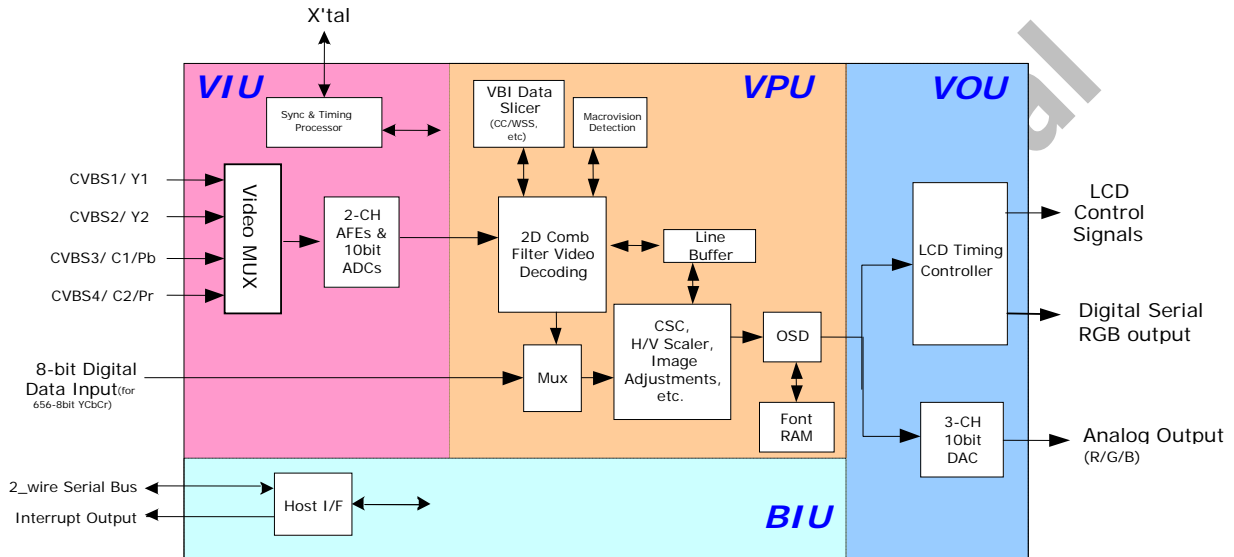 X'tal
VIU
VPU
VOU
Sync & Timing
Processor
VBI Data
Slicer
(CC/WSS,
etc)
Macrovision
Detection
CVBS1/ Y1
CVBS2/ Y2
CVBS3/ C1/Pb
CVBS4/ C2/Pr
Video MUX
2-CH
AFEs &
10bit
ADCs
2D Comb
Filter Video
Decoding
Line
Buffer
LCD Timing
Controller
LCD
Control
Signals
Digital Serial
RGB output
8-bit Digital
Data Input(for
656-8bit YCbCr)
Mux
CSC,
H/V Scaler,
Image
Adjustments,
etc.
OSD
Font
RAM
3-CH
10bit
DAC
Analog Output
(R/G/B)
2_wire Serial Bus
Interrupt Output
Host I/F
BIU
al